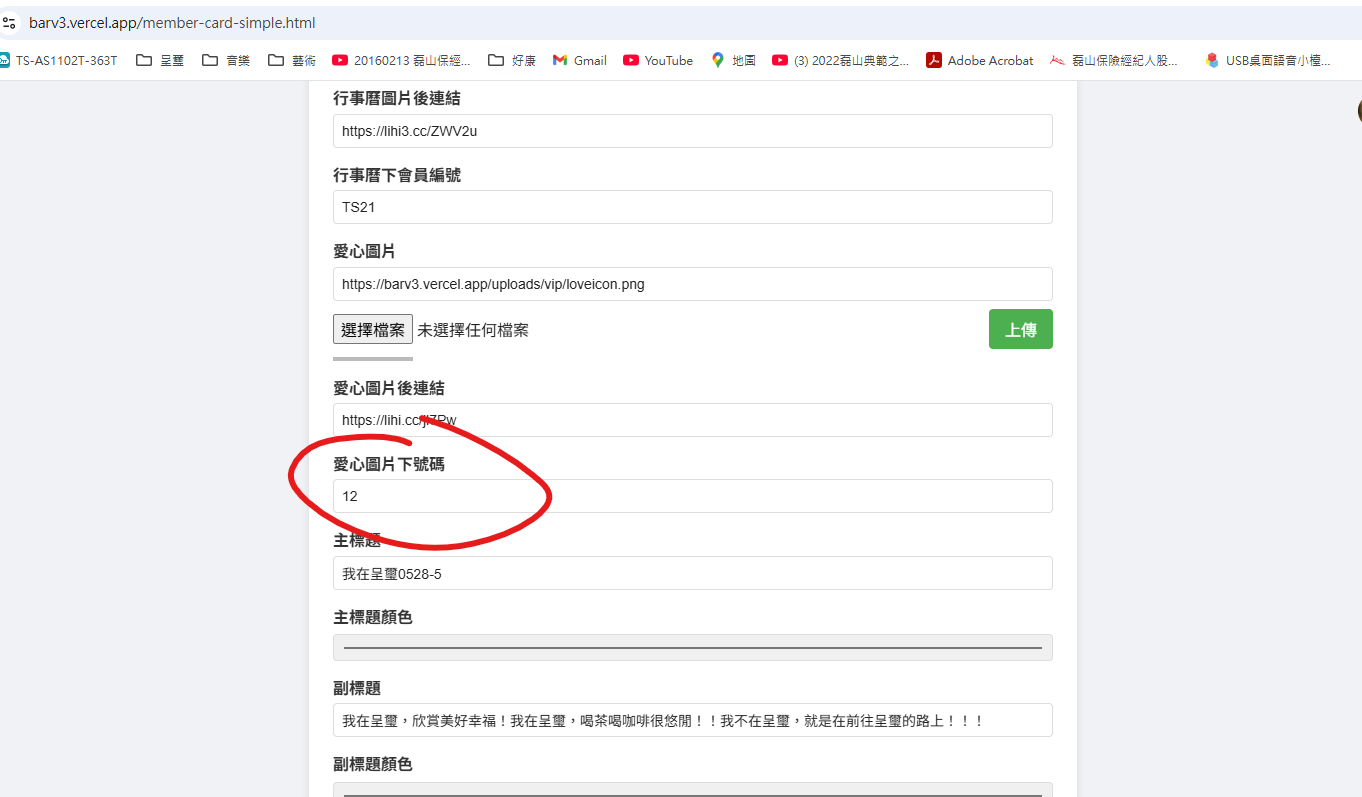 barv3.vercel.app/member-card-simple.html
TS-AS1102T-363T 呈璽 音樂 藝術 20160213 磊山保經... 好康 Gmail YouTube 地圖 (3) 2022磊山典範之... Adobe Acrobat 磊山保險經紀人股... USB桌面語音小檯...
行事曆圖片後連結
https://lihi3.cc/ZWV2u
行事曆下會員編號
TS21
愛心圖片
https://barv3.vercel.app/uploads/vip/loveicon.png
選擇檔案 未選擇任何檔案 上傳
愛心圖片後連結
https://lihi.cc/
愛心圖片下號碼
12
主標題
我在呈璽0528-5
主標題顏色
副標題
我在呈璽，欣賞美好幸福！我在呈璽，喝茶喝咖啡很悠閒！！我不在呈璽，就是在前往呈璽的路上！！！
副標題顏色